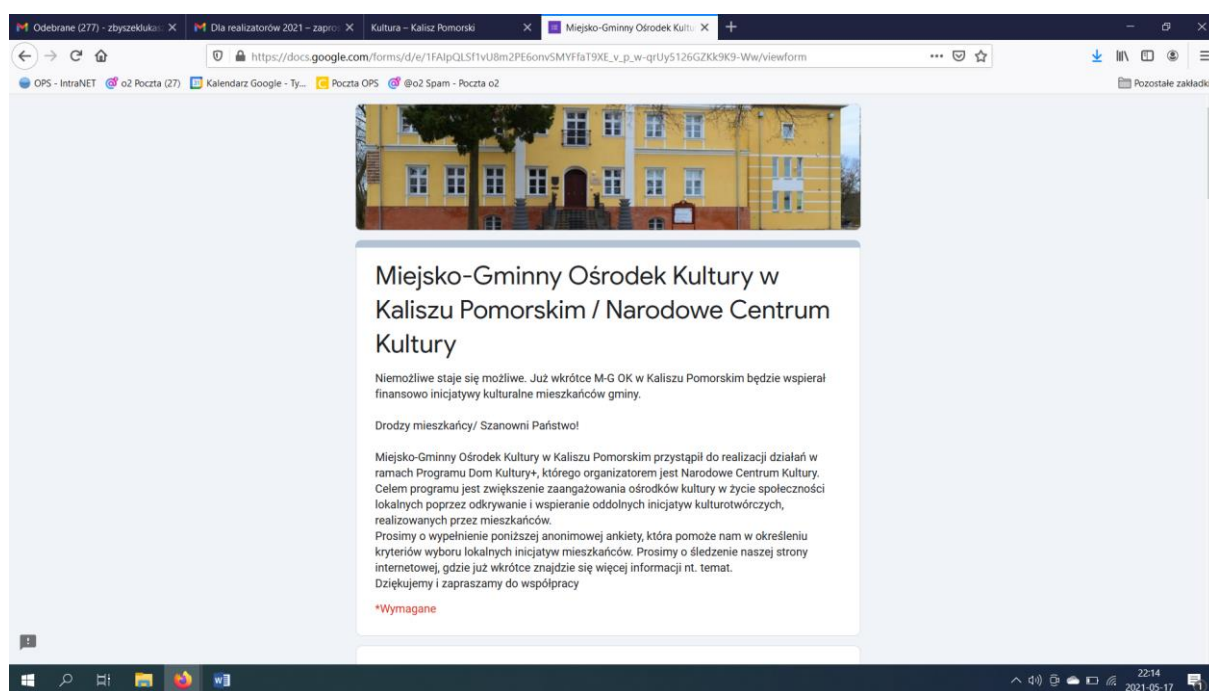 Odebrane (277) - zbyszeklukas
Dla realizatorów 2021 – zapros
Kultura – Kalisz Pomorski
Miejsko-Gminny Ośrodek Kultu
https://docs.google.com/forms/d/e/1FAIpQLSf1vU8m2PE6onvSMYFfaT9XE_v_p_w-qrUy5126GZKk9K9-Ww/viewform
OPS - IntraNET
o2 Poczta (27)
Kalendarz Google - Ty...
Poczta OPS
@o2 Spam - Poczta o2
Pozostałe zakładki
Miejsko-Gminny Ośrodek Kultury w
Kaliszu Pomorskim / Narodowe Centrum
Kultury
Niemożliwe staje się możliwe. Już wkrótce M-G OK w Kaliszu Pomorskim będzie wspierał
finansowo inicjatywy kulturalne mieszkańców gminy.
Drodzy mieszkańcy/ Szanowni Państwo!
Miejsko-Gminny Ośrodek Kultury w Kaliszu Pomorskim przystąpił do realizacji działań w
ramach Programu Dom Kultury+, którego organizatorem jest Narodowe Centrum Kultury.
Celem programu jest zwiększenie zaangażowania ośrodków kultury w życie społeczności
lokalnych poprzez odkrywanie i wspieranie oddolnych inicjatyw kulturotwórczych,
realizowanych przez mieszkańców.
Prosimy o wypełnienie poniższej anonimowej ankiety, która pomoże nam w określeniu
kryteriów wyboru lokalnych inicjatyw mieszkańców. Prosimy o śledzenie naszej strony
internetowej, gdzie już wkrótce znajdzie się więcej informacji nt. temat.
Dziękujemy i zapraszamy do współpracy
*Wymagane
22:14
2021-05-17